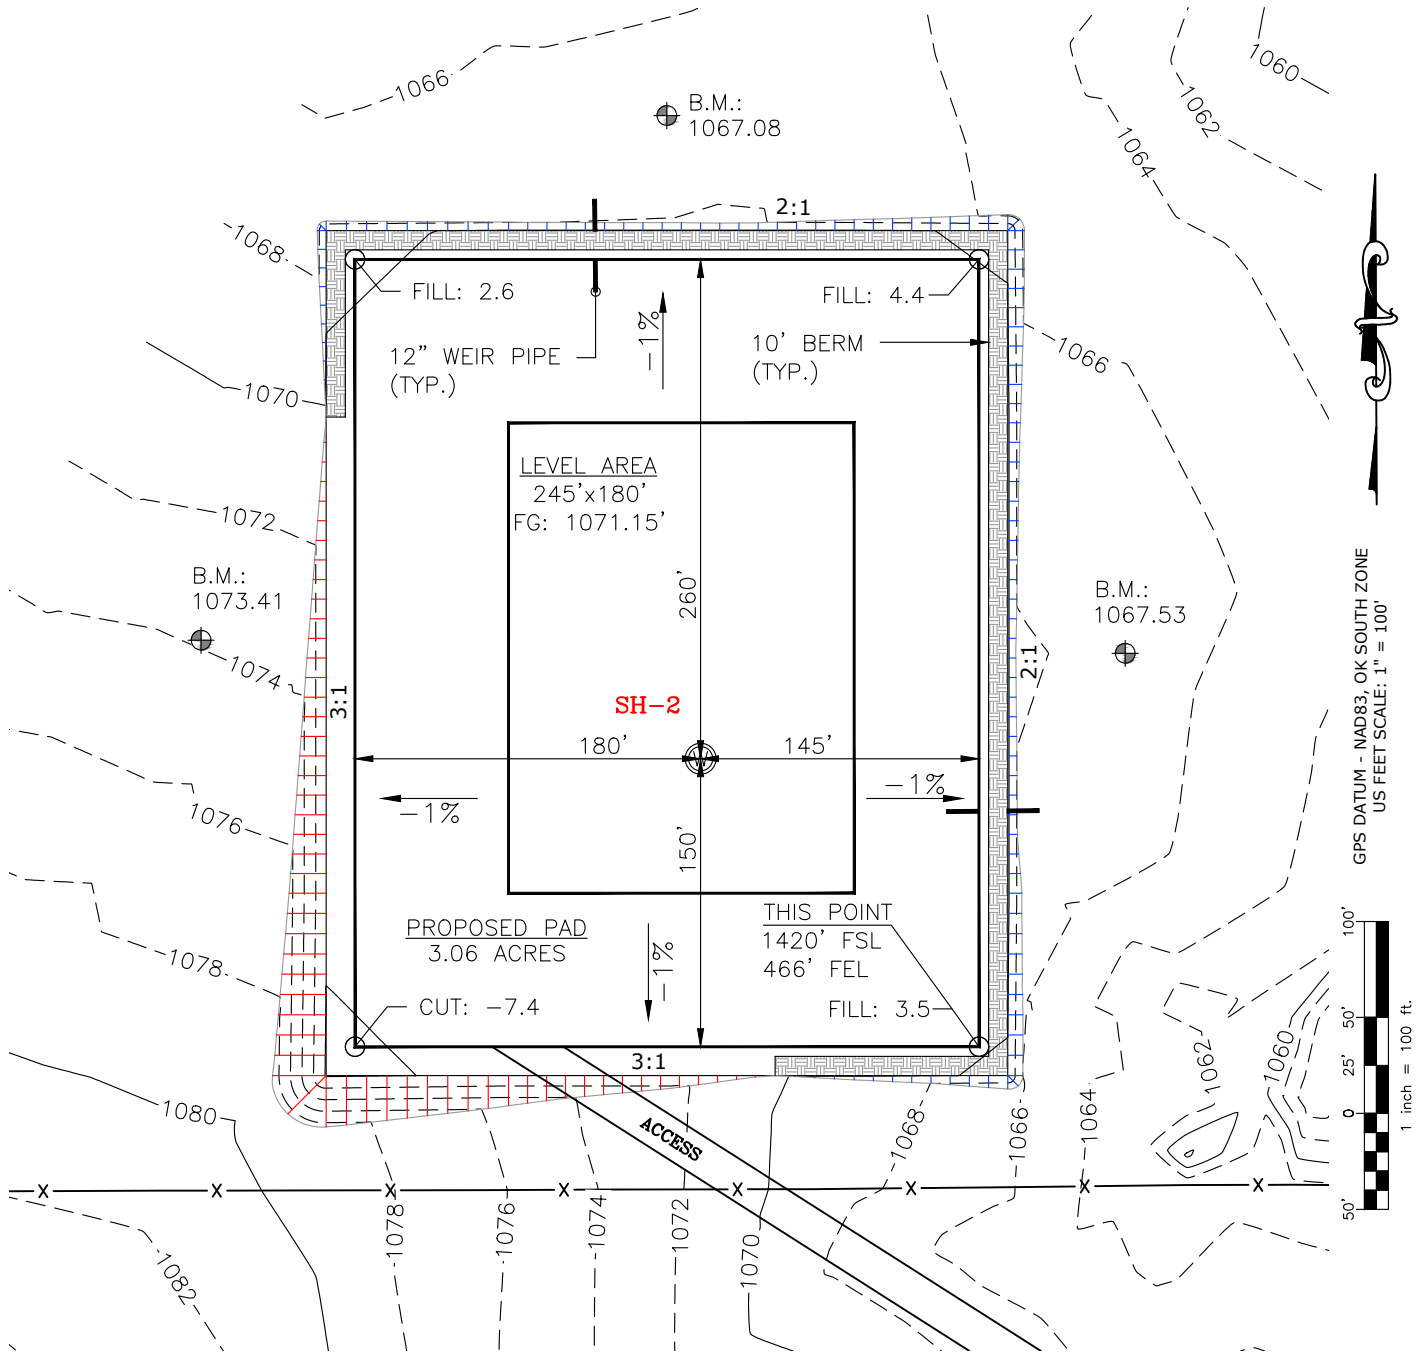 1060
1066
B.M.:
1067.08
1062
1064
2:1
1068
FILL: 2.6
FILL: 4.4
-1%
12" WEIR PIPE
(TYP.)
10' BERM
(TYP.)
1066
1070
LEVEL AREA
245'x180'
FG: 1071.15'
1072
B.M.:
1073.41
260'
B.M.:
1067.53
GPS DATUM - NAD83, OK SOUTH ZONE
US FEET SCALE: 1" = 100'
1074
3:1
2:1
SH-2
180'
145'
W
-1%
-1%
1076
150'
THIS POINT
1420' FSL
466' FEL
PROPOSED PAD
3.06 ACRES
-1%
1078
CUT: -7.4
FILL: 3.5
3:1
100'
50'
25'
0
50'
1 inch = 100 ft.
1062
1060
1080
ACCESS
1068
1066
1064
X X X X X X X X
1078
1076
1074
1072
1070
1082